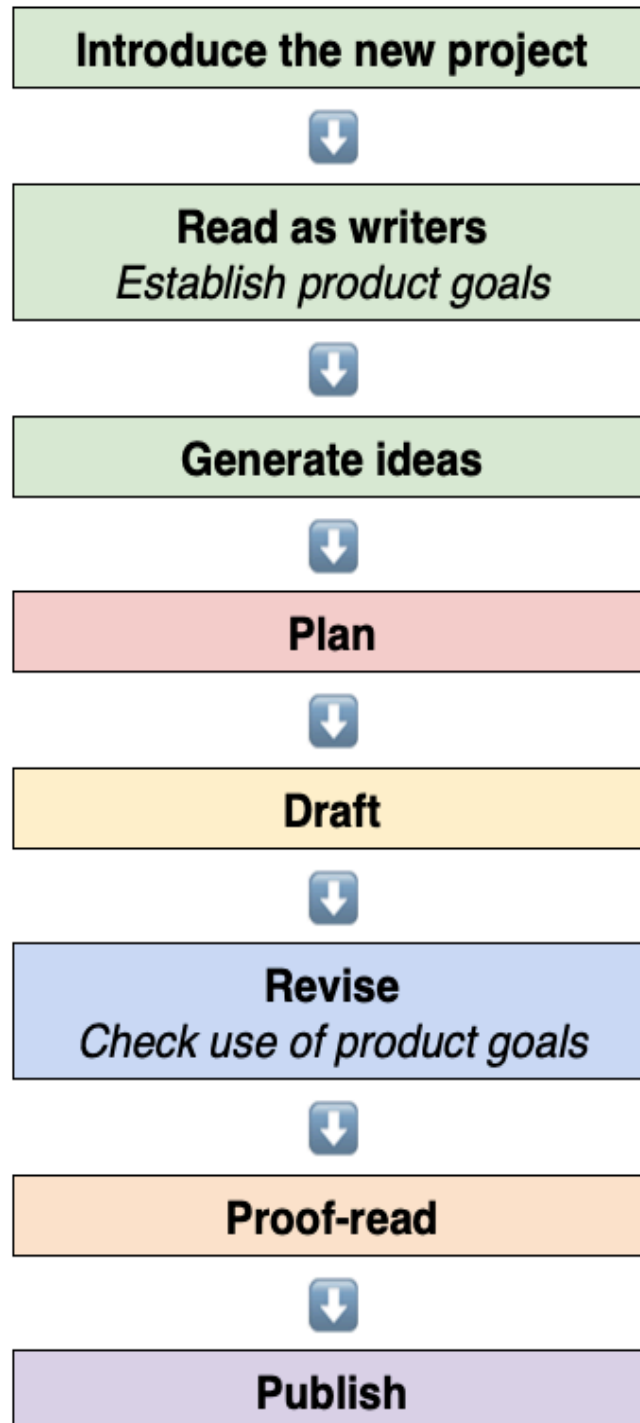 Introduce the new project
Read as writers
Establish product goals
Generate ideas
Plan
Draft
Revise
Check use of product goals
Proof-read
Publish